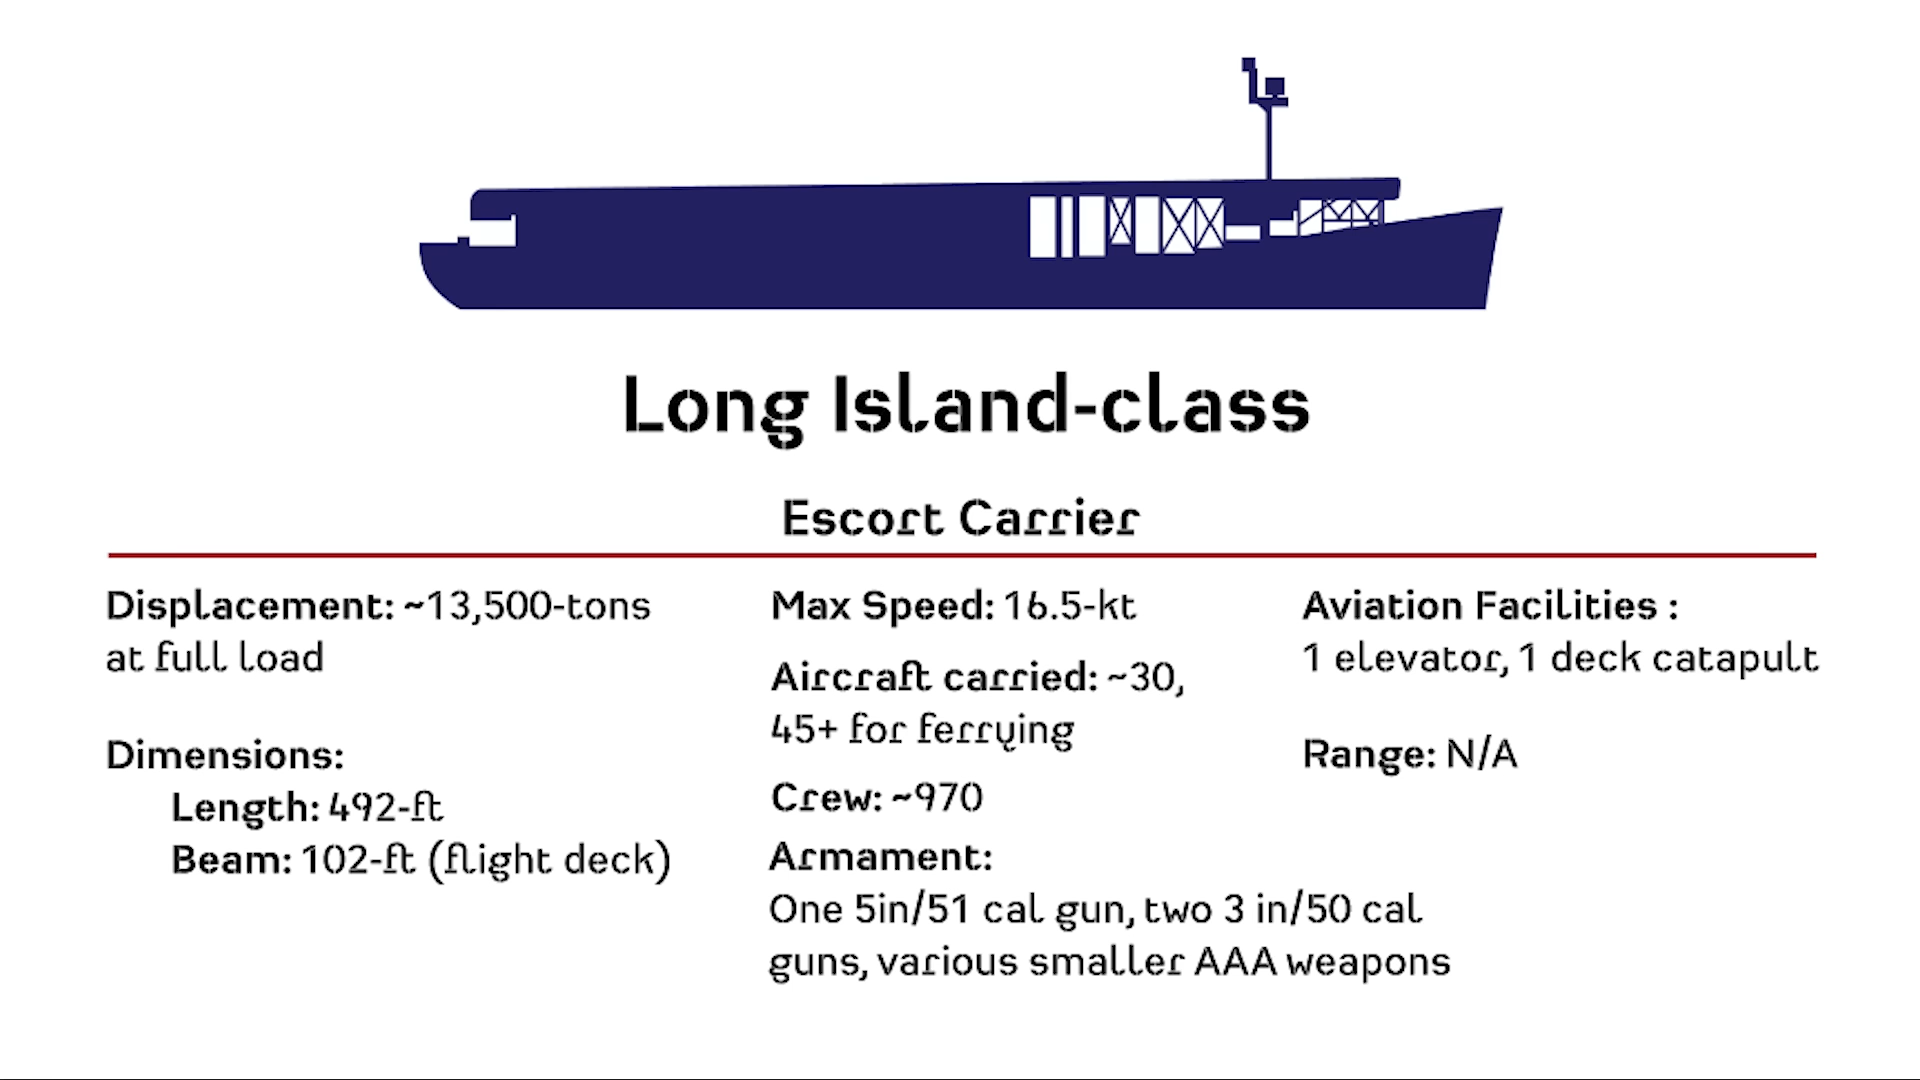 Long Island-class
Escort Carrier
Displacement: ~13,500-tons
at full load
Dimensions:
Length: 492-ft
Beam: 102-ft (flight deck)
Max Speed: 16.5-kt
Aircraft carried: ~30,
45+ for ferrying
Crew: ~970
Armament:
One 5in/51 cal gun, two 3 in/50 cal
guns, various smaller AAA weapons
Aviation Facilities :
1 elevator, 1 deck catapult
Range: N/A